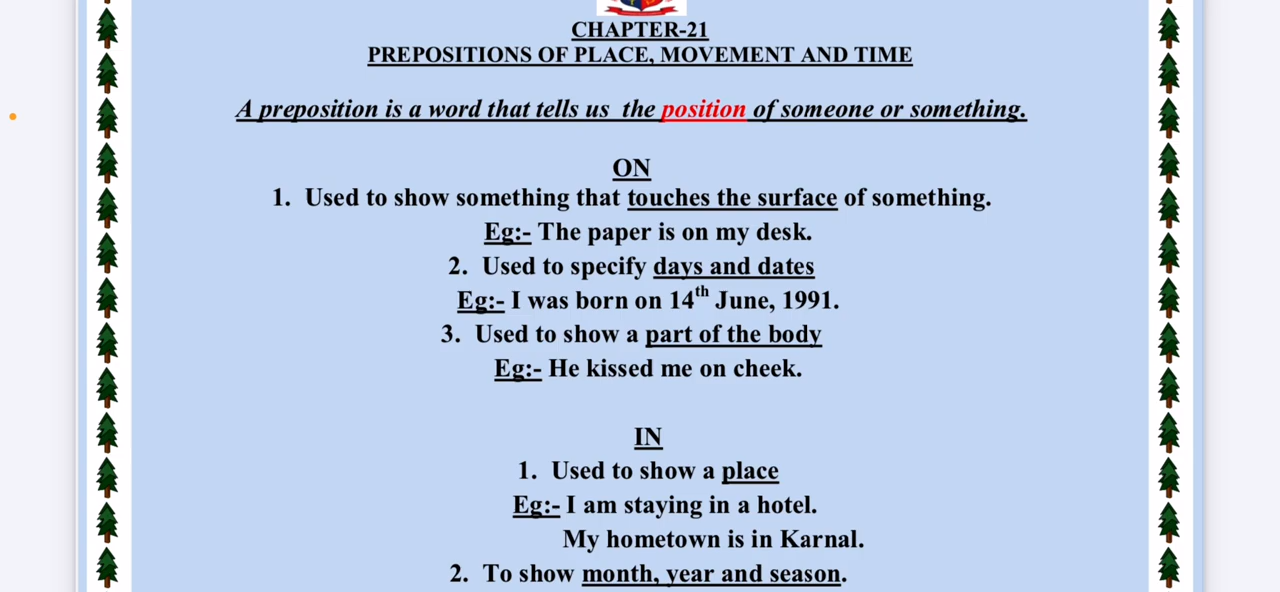 CHAPTER-21
PREPOSITIONS OF PLACE, MOVEMENT AND TIME
A preposition is a word that tells us the position of someone or something.
ON
1. Used to show something that touches the surface of something.
Eg:- The paper is on my desk.
2. Used to specify days and dates
Eg:- I was born on 14th June, 1991.
3. Used to show a part of the body
Eg:- He kissed me on cheek.
IN
1. Used to show a place
Eg:- I am staying in a hotel.
My hometown is in Karnal.
2. To show month, year and season.